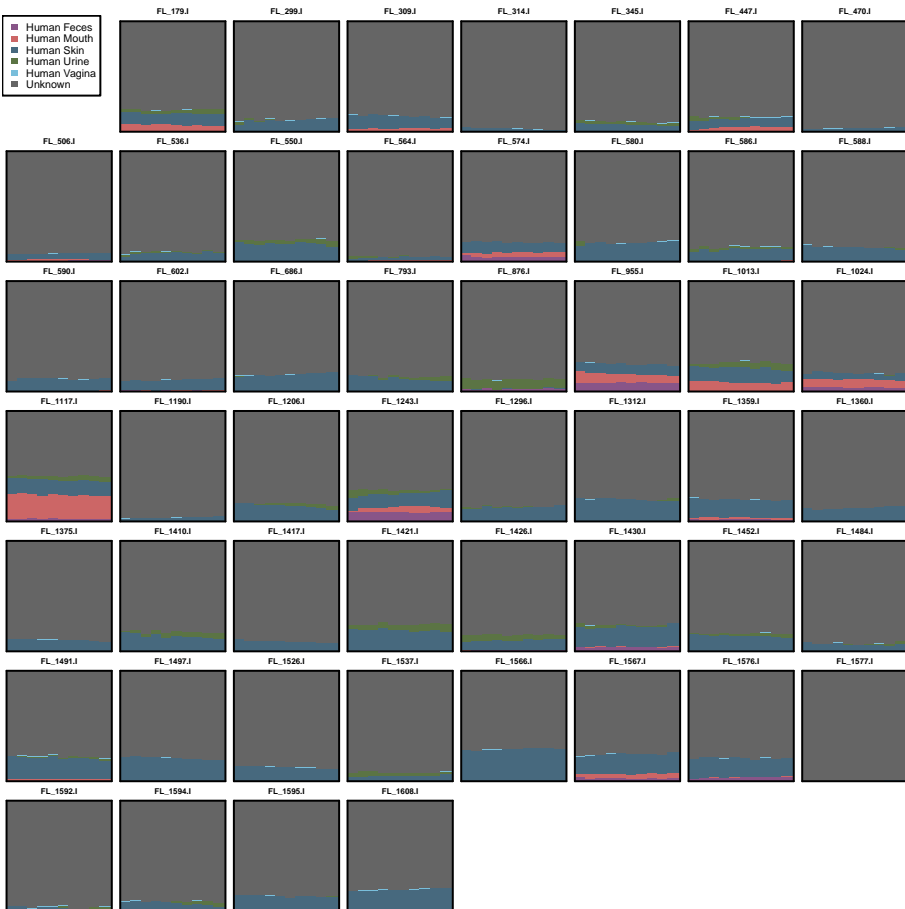 FL_179.I FL_299.I FL_309.I FL_314.I FL_345.I FL_447.I FL_470.I
Human Feces
Human Mouth
Human Skin
Human Urine
Human Vagina
Unknown
FL_506.I FL_536.I FL_550.I FL_564.I FL_574.I FL_580.I FL_586.I FL_588.I
FL_590.I FL_602.I FL_686.I FL_793.I FL_876.I FL_955.I FL_1013.I FL_1024.I
FL_1117.I FL_1190.I FL_1206.I FL_1243.I FL_1296.I FL_1312.I FL_1359.I FL_1360.I
FL_1375.I FL_1410.I FL_1417.I FL_1421.I FL_1426.I FL_1430.I FL_1452.I FL_1484.I
FL_1491.I FL_1497.I FL_1526.I FL_1537.I FL_1566.I FL_1567.I FL_1576.I FL_1577.I
FL_1592.I FL_1594.I FL_1595.I FL_1608.I